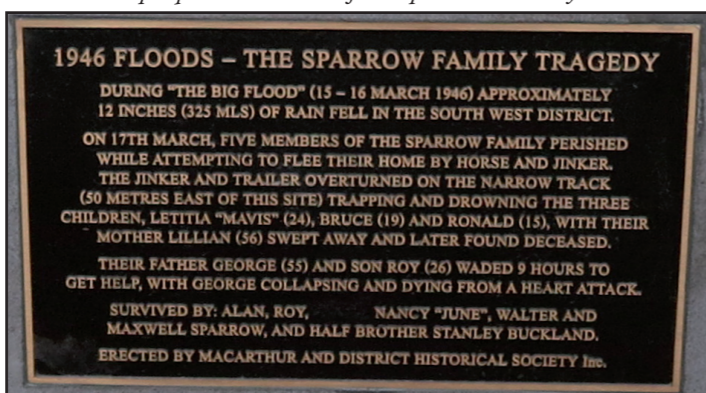 1946 FLOODS – THE SPARROW FAMILY TRAGEDY
DURING "THE BIG FLOOD" (15 – 16 MARCH 1946) APPROXIMATELY
12 INCHES (325 MLS) OF RAIN FELL IN THE SOUTH WEST DISTRICT.
ON 17TH MARCH, FIVE MEMBERS OF THE SPARROW FAMILY PERISHED
WHILE ATTEMPTING TO FLEE THEIR HOME BY HORSE AND JINKER.
THE JINKER AND TRAILER OVERTURNED ON THE NARROW TRACK
(50 METRES EAST OF THIS SITE) TRAPPING AND DROWNING THE THREE
CHILDREN, LETITIA "MAVIS" (24), BRUCE (19) AND RONALD (15), WITH THEIR
MOTHER LILLIAN (56) SWEPT AWAY AND LATER FOUND DECEASED.
THEIR FATHER GEORGE (55) AND SON ROY (26) WADED 9 HOURS TO
GET HELP, WITH GEORGE COLLAPSING AND DYING FROM A HEART ATTACK.
SURVIVED BY: ALAN, ROY, NANCY "JUNE", WALTER AND
MAXWELL SPARROW, AND HALF BROTHER STANLEY BUCKLAND.
ERECTED BY MACARTHUR AND DISTRICT HISTORICAL SOCIETY Inc.